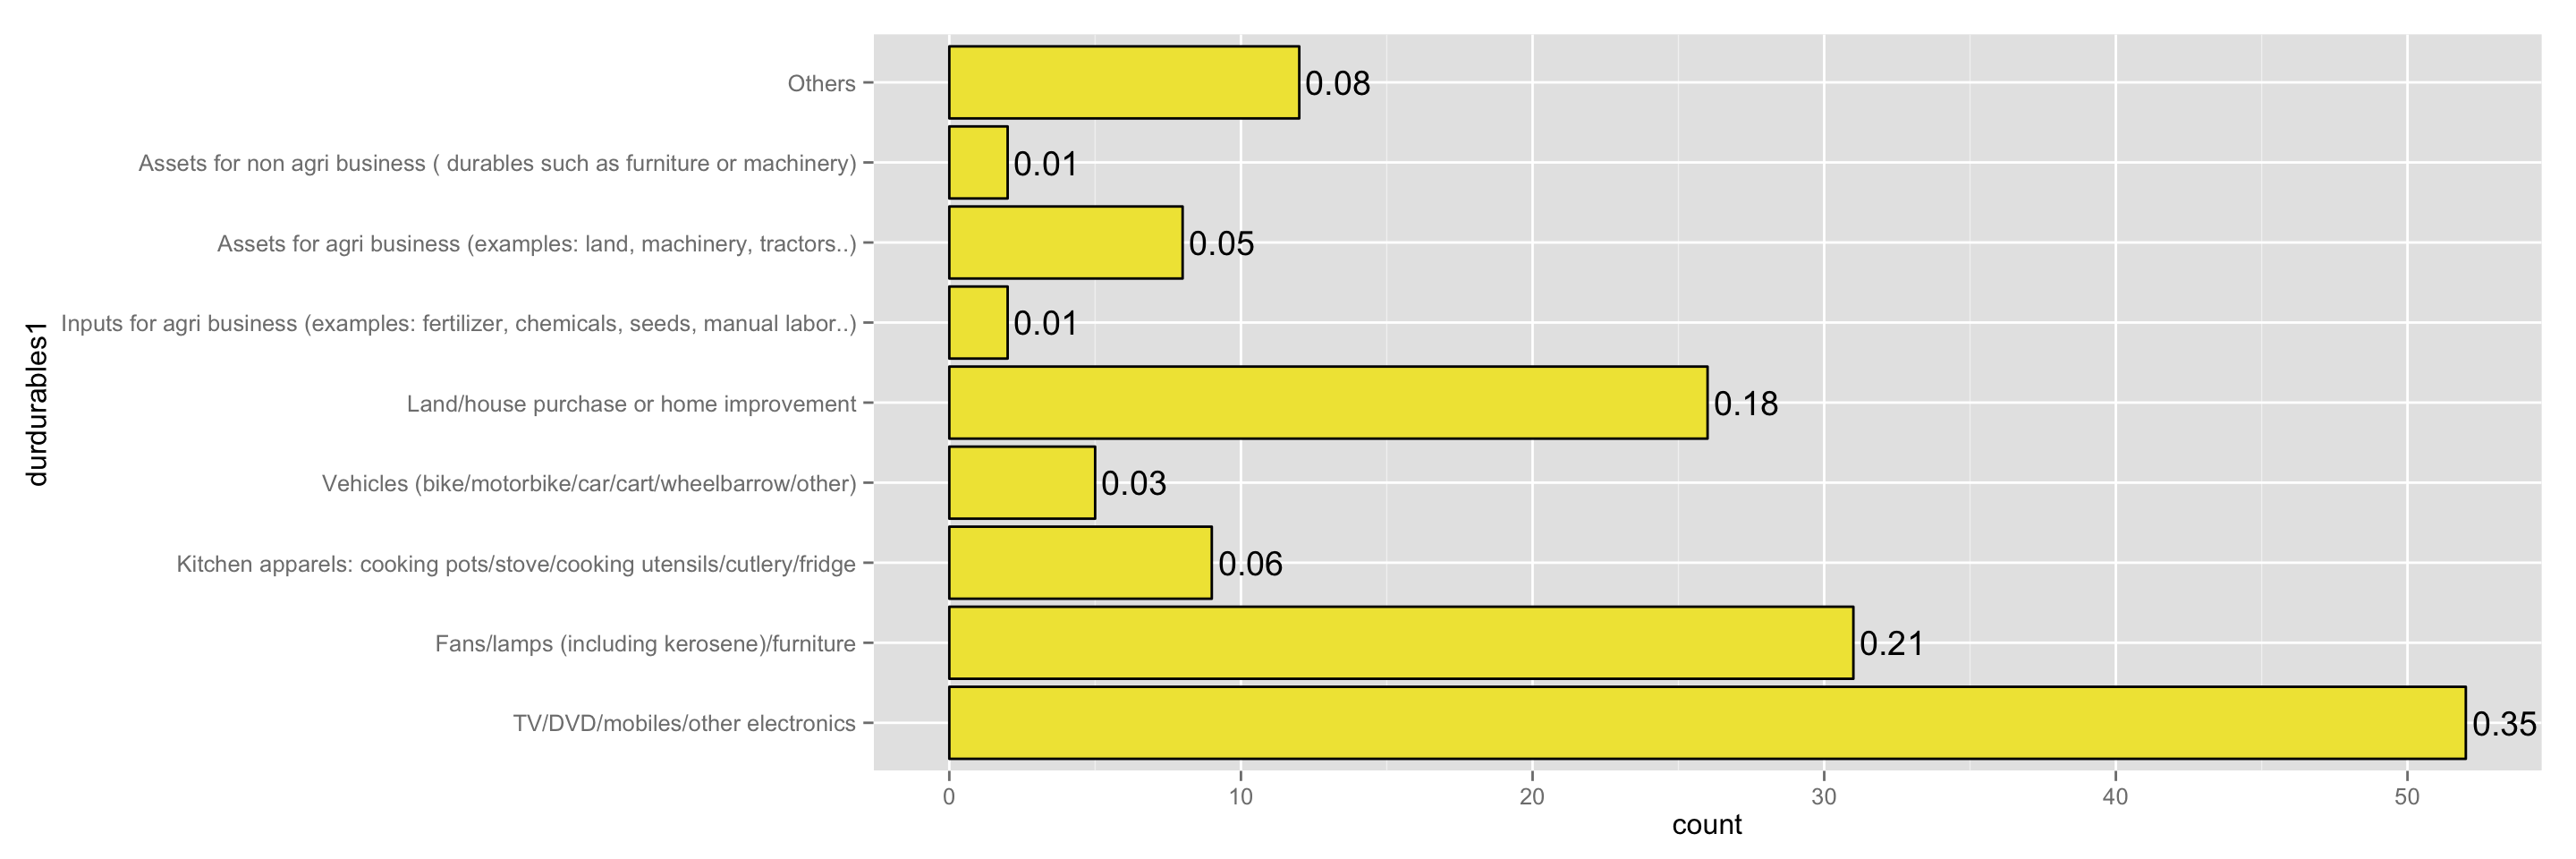 Others
0.08
Assets for non agri business ( durables such as furniture or machinery)
0.01
Assets for agri business (examples: land, machinery, tractors..)
0.05
Inputs for agri business (examples: fertilizer, chemicals, seeds, manual labor..)
0.01
Land/house purchase or home improvement
0.18
Vehicles (bike/motorbike/car/cart/wheelbarrow/other)
0.03
Kitchen apparels: cooking pots/stove/cooking utensils/cutlery/fridge
0.06
Fans/lamps (including kerosene)/furniture
0.21
TV/DVD/mobiles/other electronics
0.35
durdurables1
0 10 20 30 40 50
count